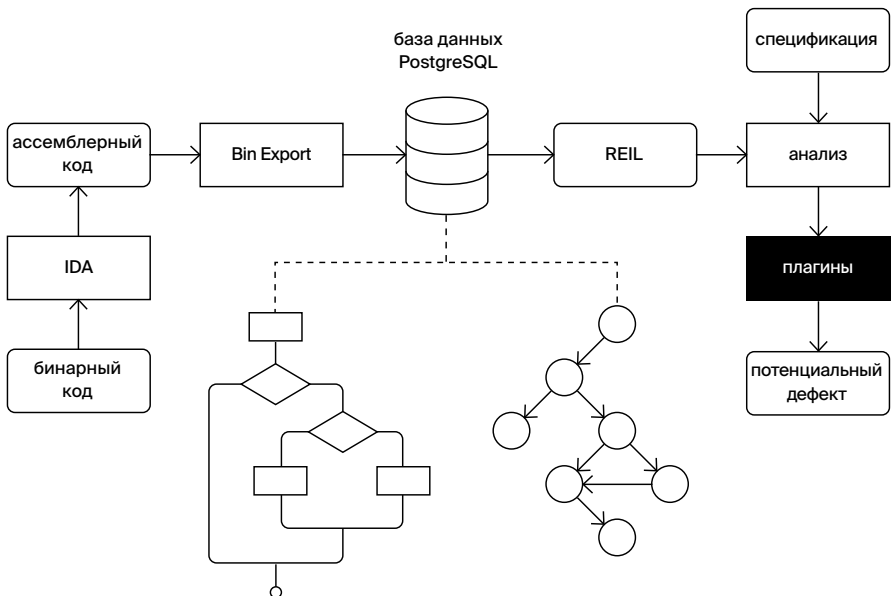 база данных
PostgreSQL
спецификация
ассемблерный
код
Bin Export
REIL
анализ
IDA
плагины
бинарный
код
потенциальный
дефект